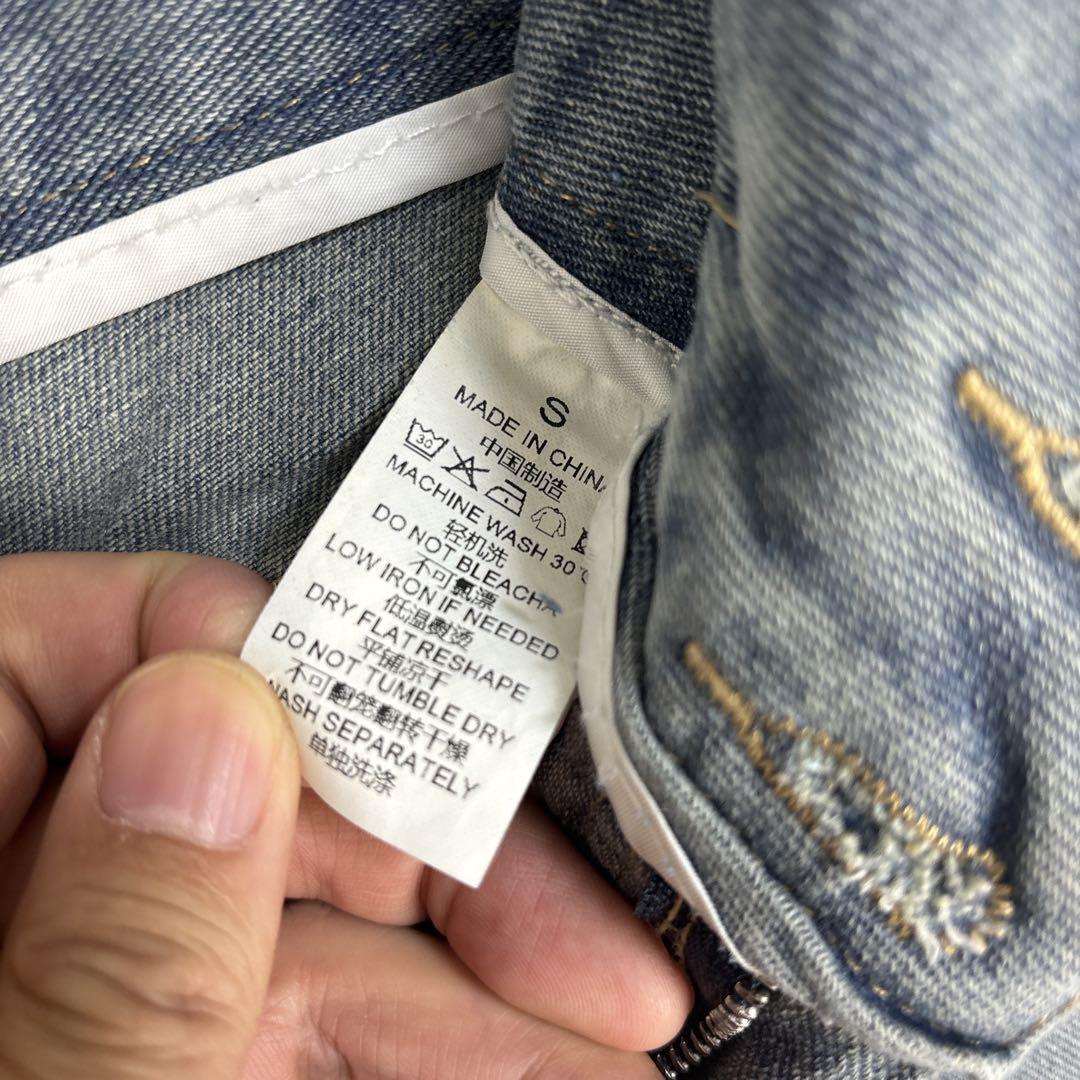 S
MADE IN CHINA
中国制造
30
MACHINE WASH 30℃
轻机洗
DO NOT BLEACH
不可氯漂
LOW IRON IF NEEDED
低温熨烫
DRY FLAT RESHAPE
平铺凉干
DO NOT TUMBLE DRY
不可翻笼翻转干燥
WASH SEPARATELY
单独洗涤